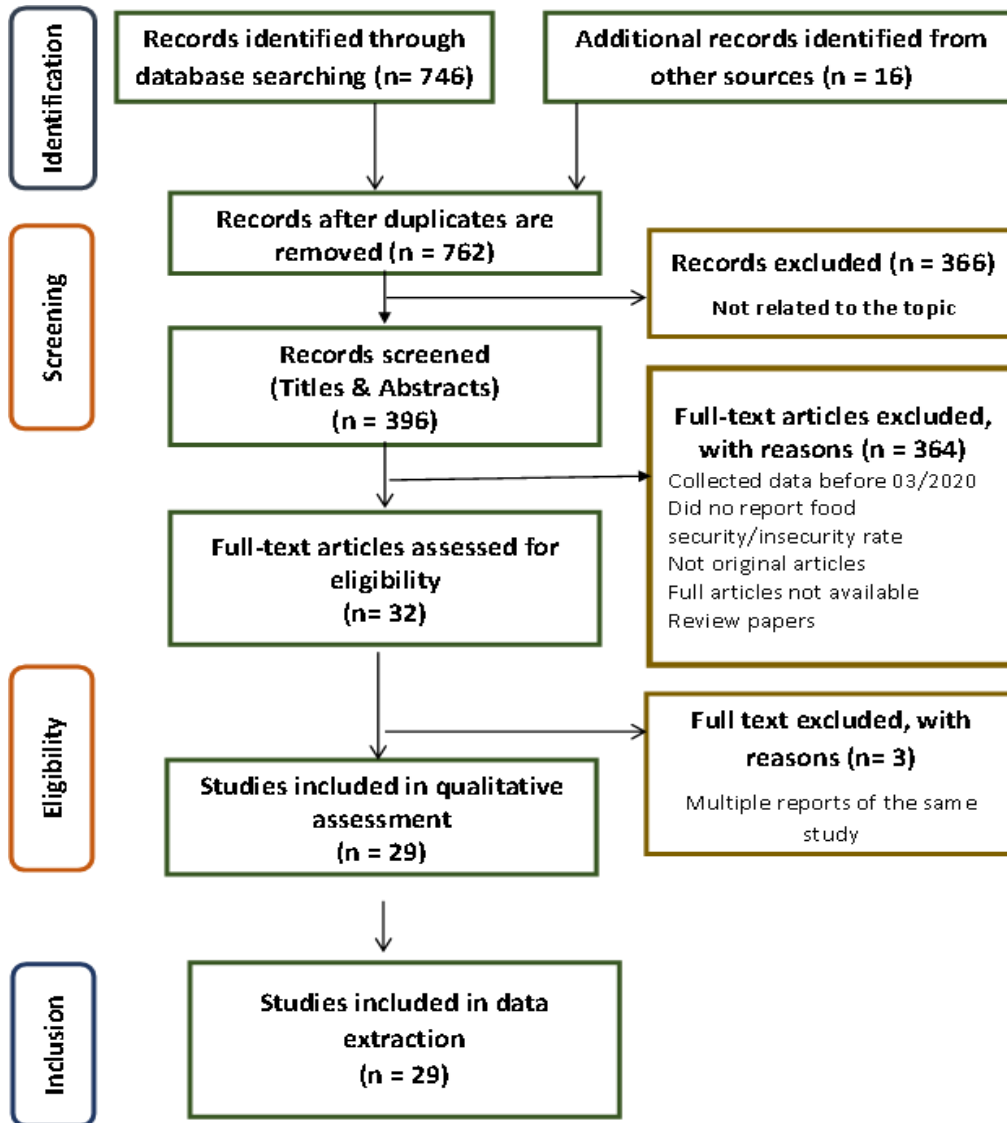 Identification
Records identified through
database searching (n= 746)
Additional records identified from
other sources (n = 16)
Screening
Records after duplicates are
removed (n = 762)
Records excluded (n = 366)
Not related to the topic
Records screened
(Titles & Abstracts)
(n = 396)
Full-text articles excluded,
with reasons (n = 364)
Collected data before 03/2020
Did no report food
security/insecurity rate
Not original articles
Full articles not available
Review papers
Full-text articles assessed for
eligibility
(n= 32)
Eligibility
Full text excluded, with
reasons (n= 3)
Multiple reports of the same
study
Studies included in qualitative
assessment
(n = 29)
Inclusion
Studies included in data
extraction
(n = 29)